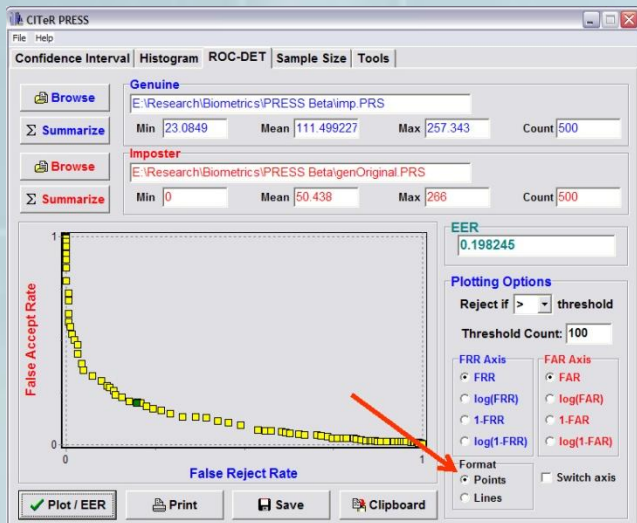 CITeR PRESS
File Help
Confidence Interval Histogram ROC-DET Sample Size Tools
Genuine
Browse E:\Research\Biometrics\PRESS Beta\imp.PRS
Σ Summarize Min 23.0849 Mean 111.499227 Max 257.343 Count 500
Imposter
Browse E:\Research\Biometrics\PRESS Beta\genOriginal.PRS
Σ Summarize Min 0 Mean 50.438 Max 266 Count 500
EER
0.198245
Plotting Options
Reject if > threshold
Threshold Count: 100
FRR Axis FAR Axis
FRR FAR
log(FRR) log(FAR)
1-FRR 1-FAR
log(1-FRR) log(1-FAR)
Format
Points Switch axis
Lines
1
False Accept Rate
0
0 1
False Reject Rate
Plot / EER Print Save Clipboard